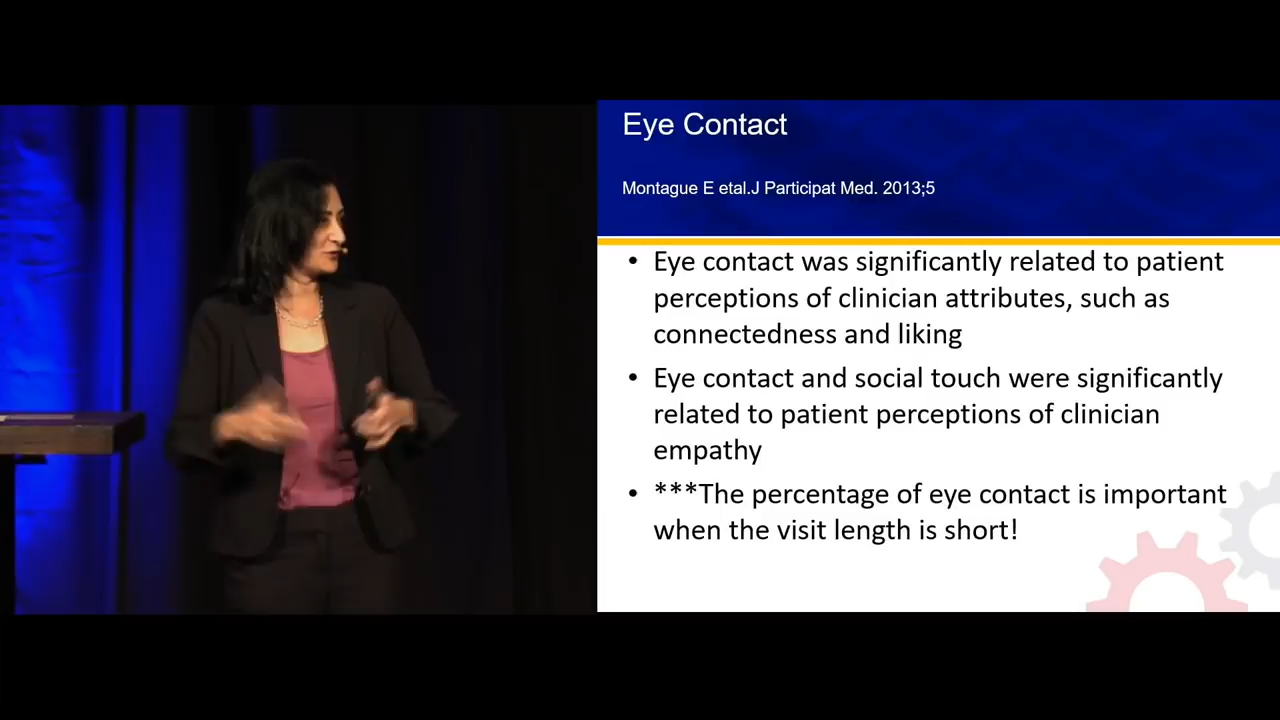 Eye Contact
Montague E etal.J Participat Med. 2013;5
• Eye contact was significantly related to patient
perceptions of clinician attributes, such as
connectedness and liking
• Eye contact and social touch were significantly
related to patient perceptions of clinician
empathy
• ***The percentage of eye contact is important
when the visit length is short!